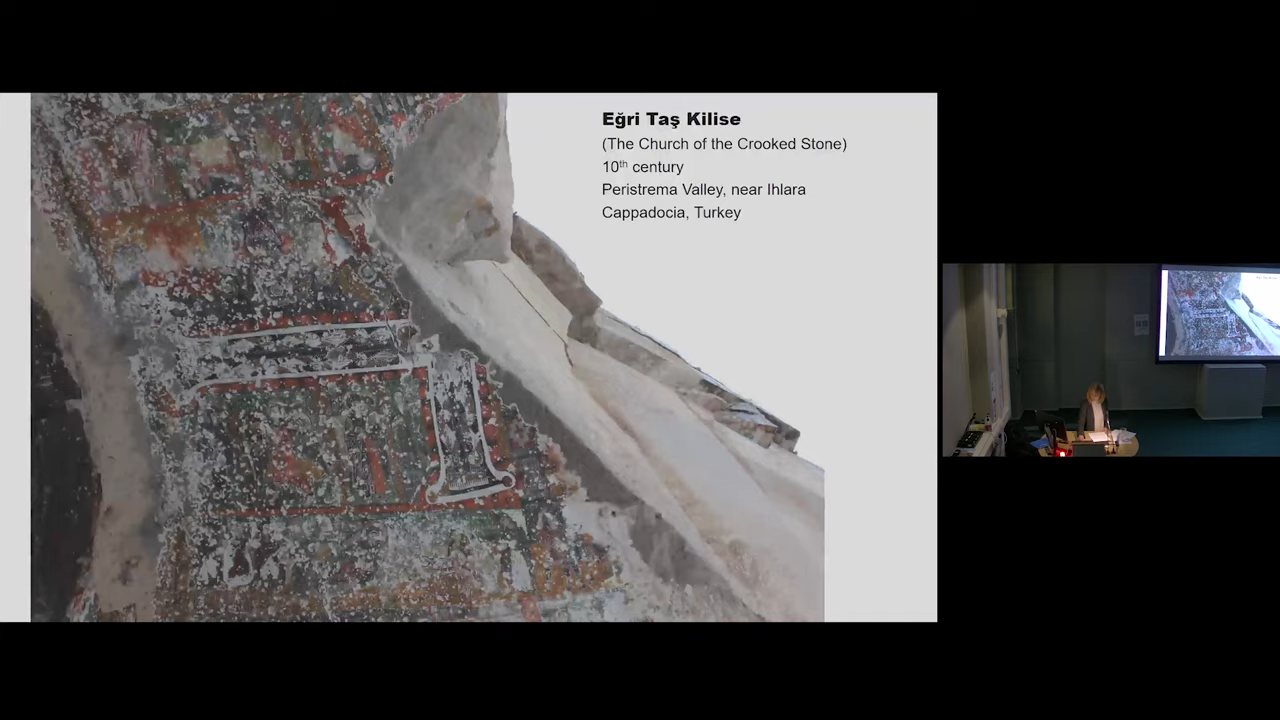 Eğri Taş Kilise
(The Church of the Crooked Stone)
10th century
Peristrema Valley, near Ihlara
Cappadocia, Turkey